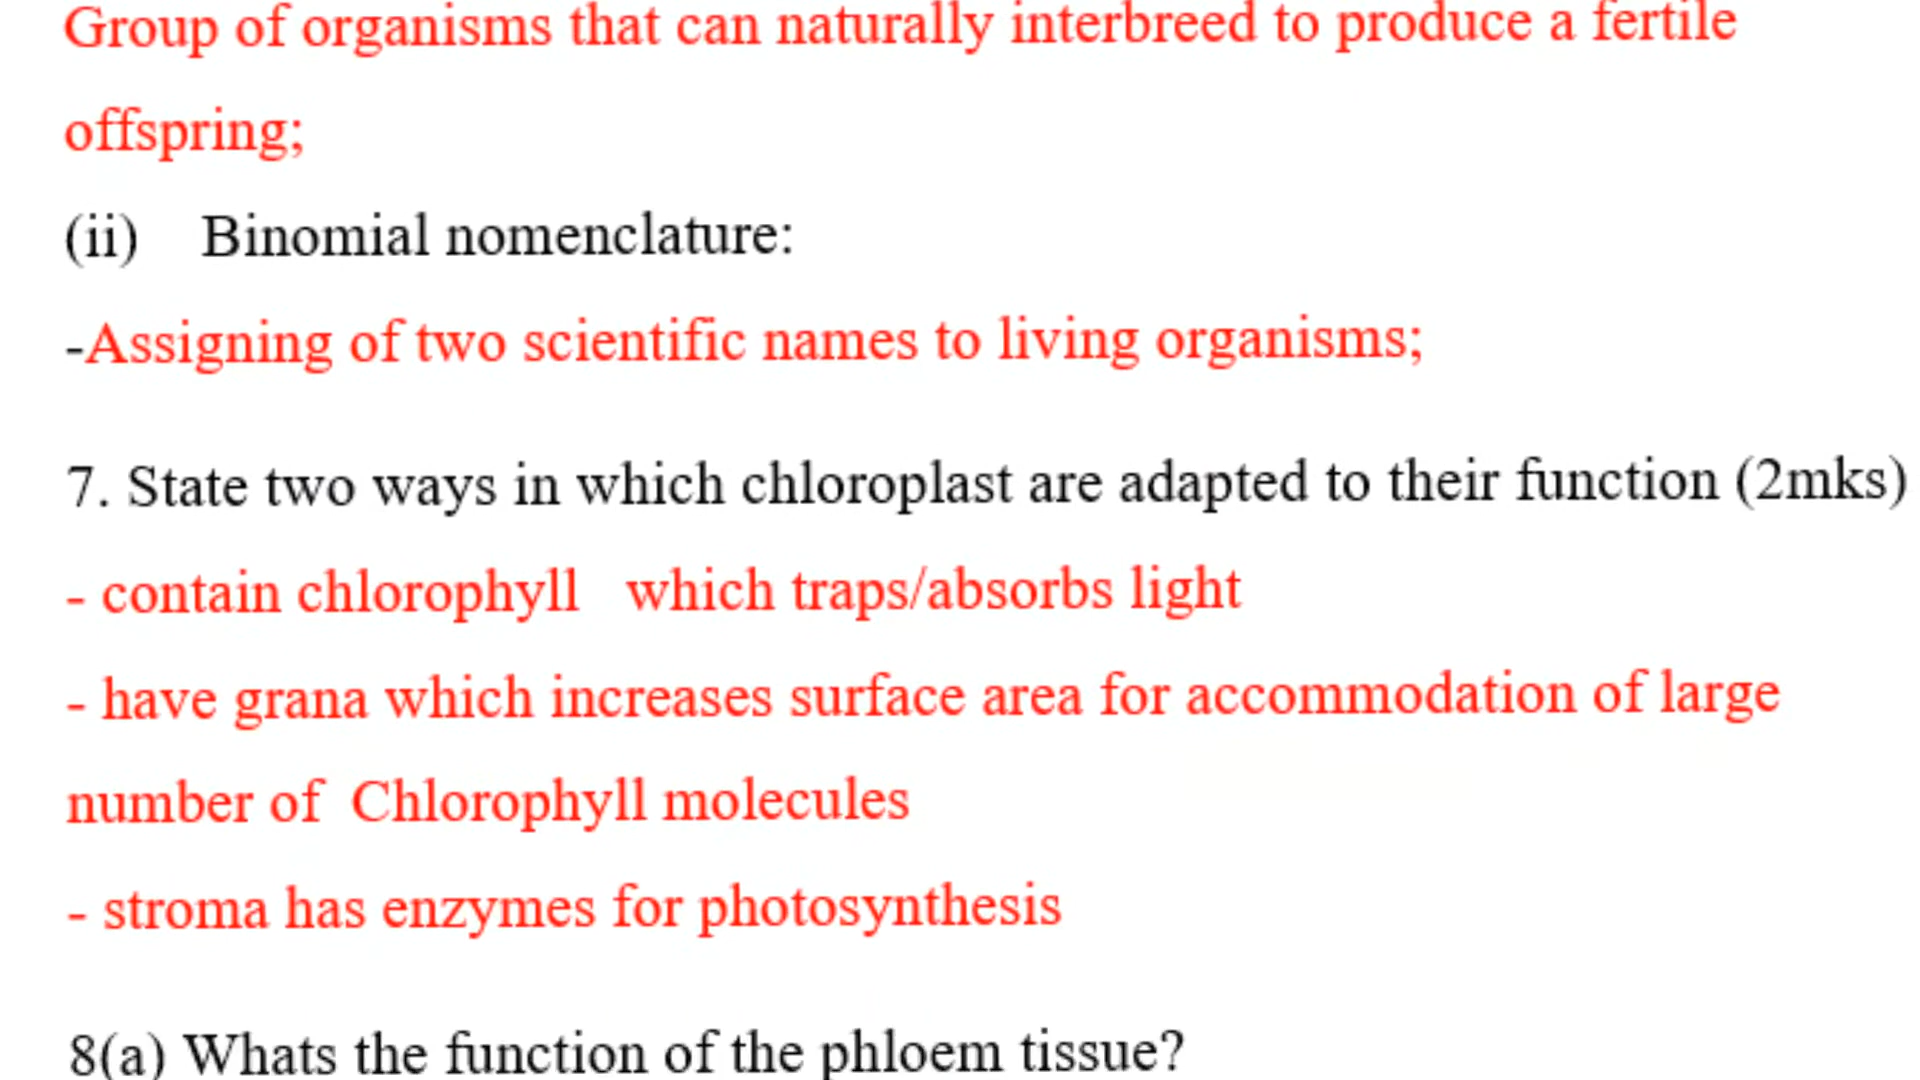 Group of organisms that can naturally interbreed to produce a fertile
offspring;
(ii) Binomial nomenclature:
-Assigning of two scientific names to living organisms;
7. State two ways in which chloroplast are adapted to their function (2mks)
- contain chlorophyll which traps/absorbs light
- have grana which increases surface area for accommodation of large
number of Chlorophyll molecules
- stroma has enzymes for photosynthesis
8(a) Whats the function of the phloem tissue?